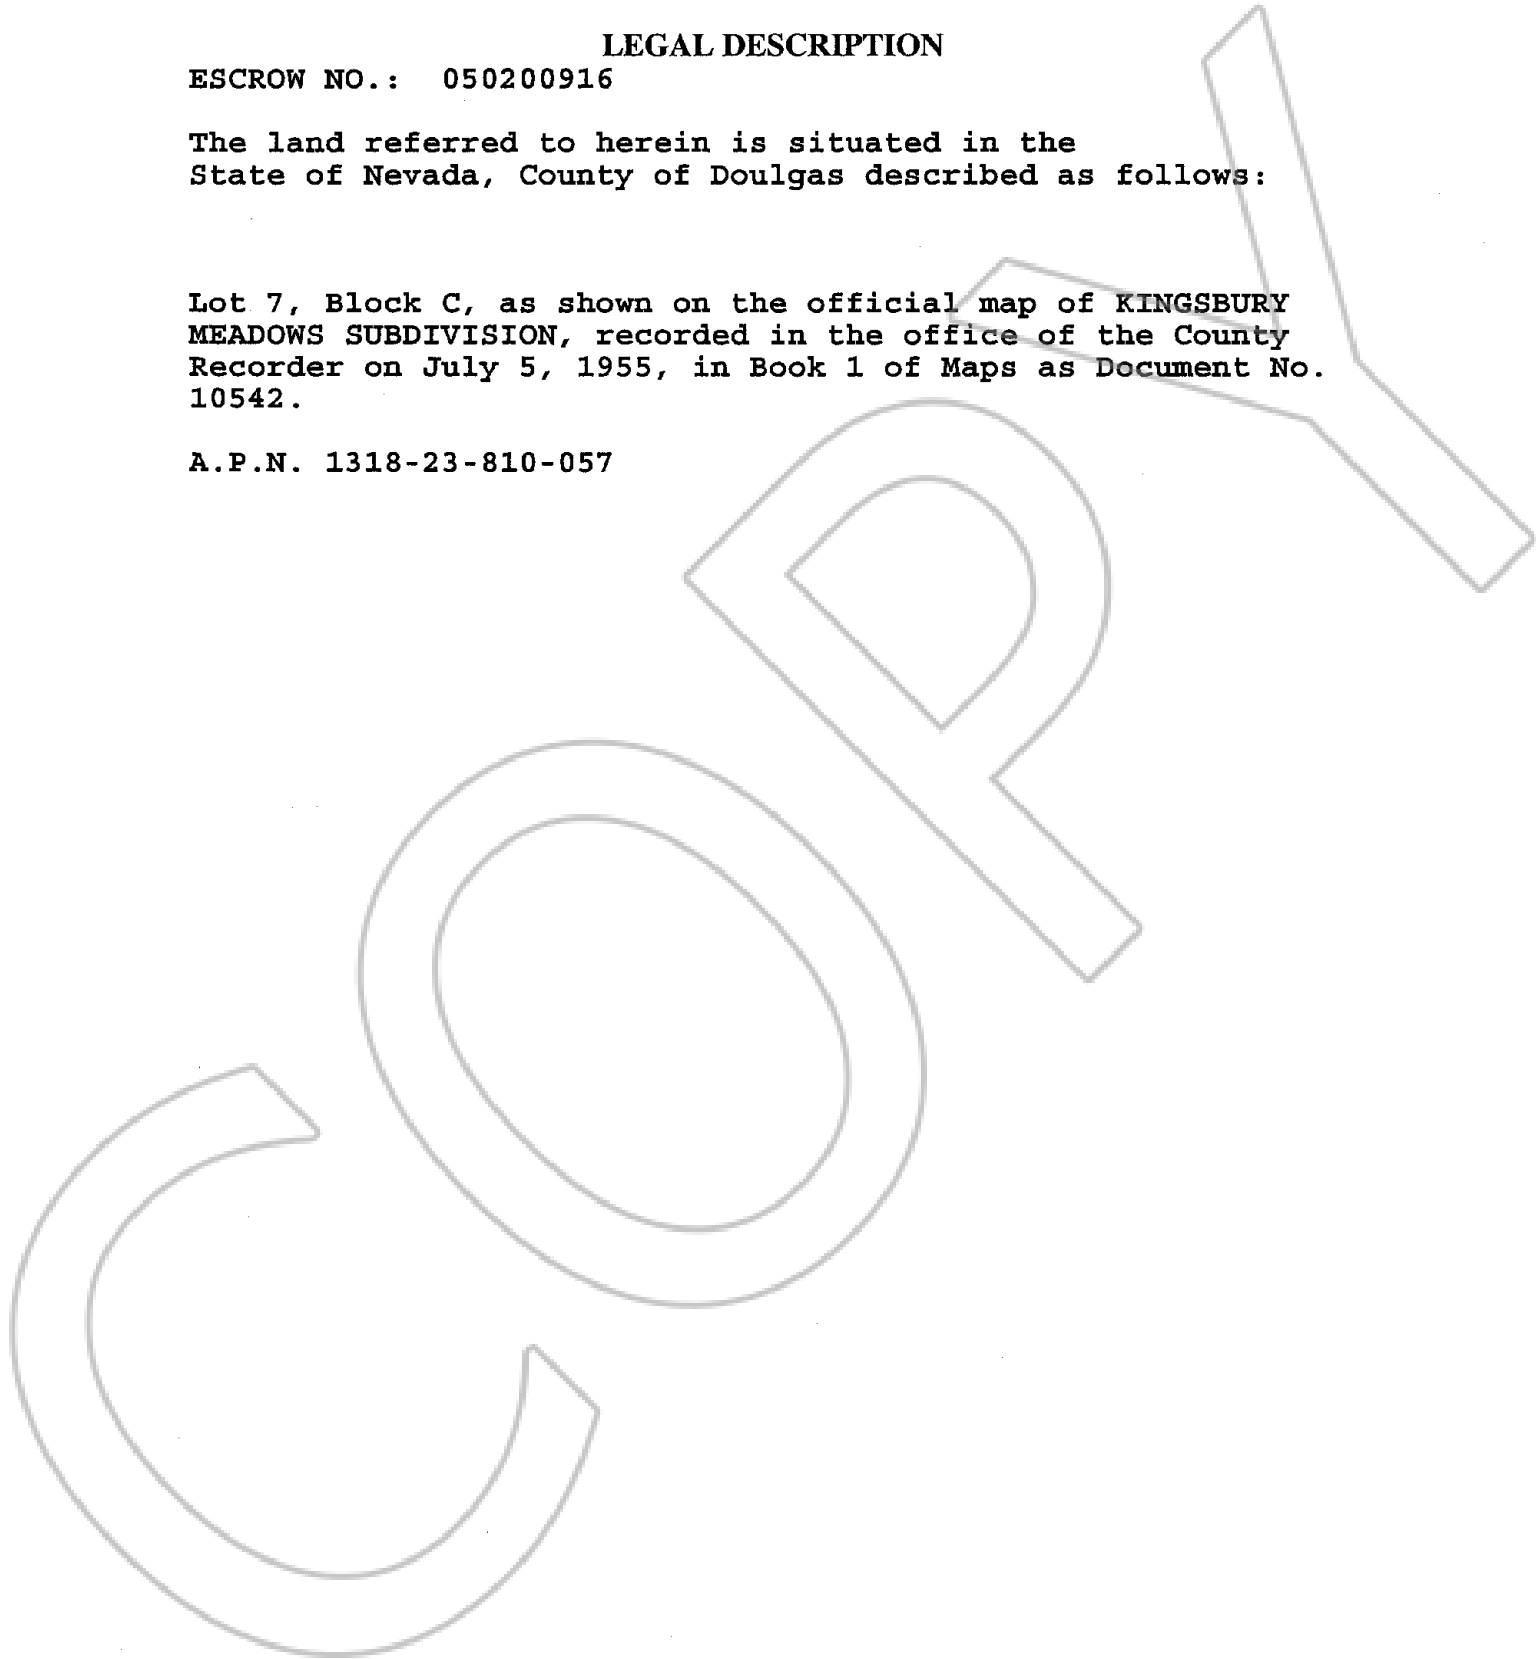 LEGAL DESCRIPTION
ESCROW NO.: 050200916
The land referred to herein is situated in the
State of Nevada, County of Doulgas described as follows:
Lot 7, Block C, as shown on the official map of KINGSBURY
MEADOWS SUBDIVISION, recorded in the office of the County
Recorder on July 5, 1955, in Book 1 of Maps as Document No.
10542.
A.P.N. 1318-23-810-057
COPY